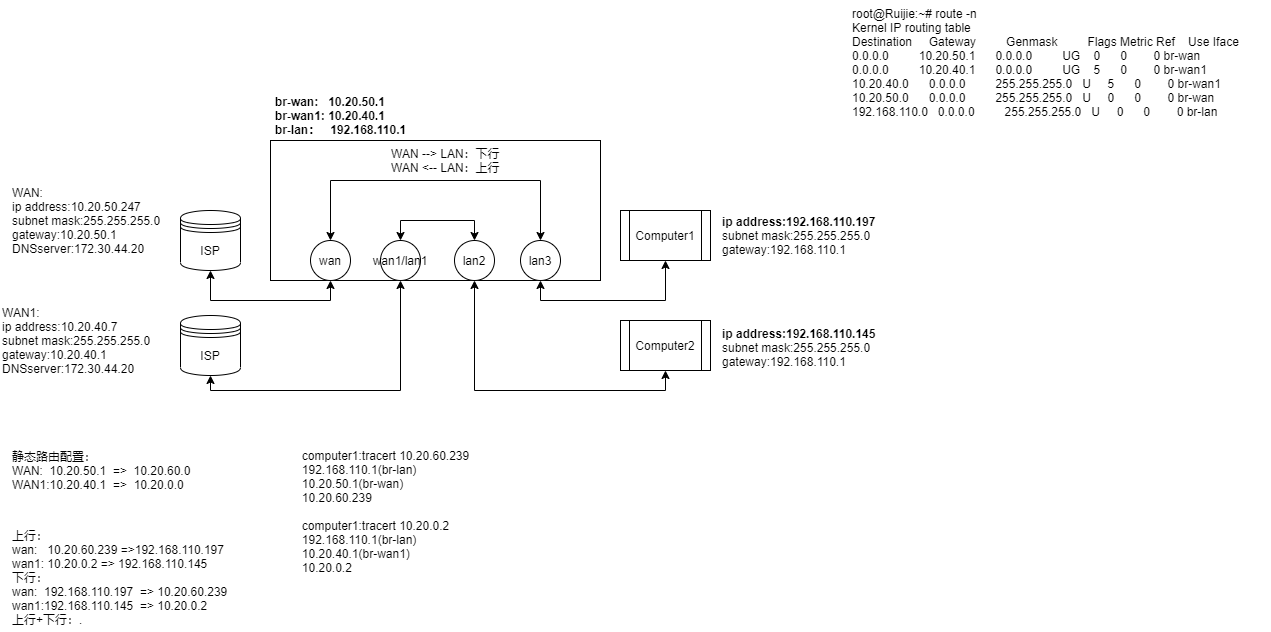 root@Ruijie:~# route -n
Kernel IP routing table
Destination Gateway Genmask Flags Metric Ref Use Iface
0.0.0.0 10.20.50.1 0.0.0.0 UG 0 0 0 br-wan
0.0.0.0 10.20.40.1 0.0.0.0 UG 5 0 0 br-wan1
10.20.40.0 0.0.0.0 255.255.255.0 U 5 0 0 br-wan1
10.20.50.0 0.0.0.0 255.255.255.0 U 0 0 0 br-wan
192.168.110.0 0.0.0.0 255.255.255.0 U 0 0 0 br-lan
br-wan: 10.20.50.1
br-wan1: 10.20.40.1
br-lan: 192.168.110.1
WAN --> LAN: 下行
WAN <-- LAN: 上行
WAN:
ip address:10.20.50.247
subnet mask:255.255.255.0
gateway:10.20.50.1
DNSserver:172.30.44.20
ISP
wan
wan1/lan1
lan2
lan3
Computer1
ip address:192.168.110.197
subnet mask:255.255.255.0
gateway:192.168.110.1
WAN1:
ip address:10.20.40.7
subnet mask:255.255.255.0
gateway:10.20.40.1
DNSserver:172.30.44.20
ISP
Computer2
ip address:192.168.110.145
subnet mask:255.255.255.0
gateway:192.168.110.1
静态路由配置:
WAN: 10.20.50.1 => 10.20.60.0
WAN1:10.20.40.1 => 10.20.0.0
computer1:tracert 10.20.60.239
192.168.110.1(br-lan)
10.20.50.1(br-wan)
10.20.60.239
computer1:tracert 10.20.0.2
192.168.110.1(br-lan)
10.20.40.1(br-wan1)
10.20.0.2
上行:
wan: 10.20.60.239 =>192.168.110.197
wan1: 10.20.0.2 => 192.168.110.145
下行:
wan: 192.168.110.197 => 10.20.60.239
wan1:192.168.110.145 => 10.20.0.2
上行+下行: .